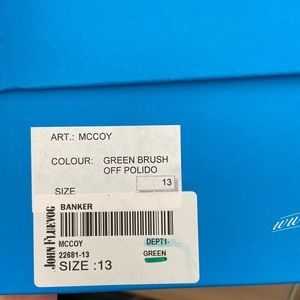 ART.: MCCOY
COLOUR: GREEN BRUSH
OFF POLIDO
SIZE 13
JOHN FLUEVOG
BANKER
MCCOY DEPT1-
22681-13 GREEN
SIZE :13